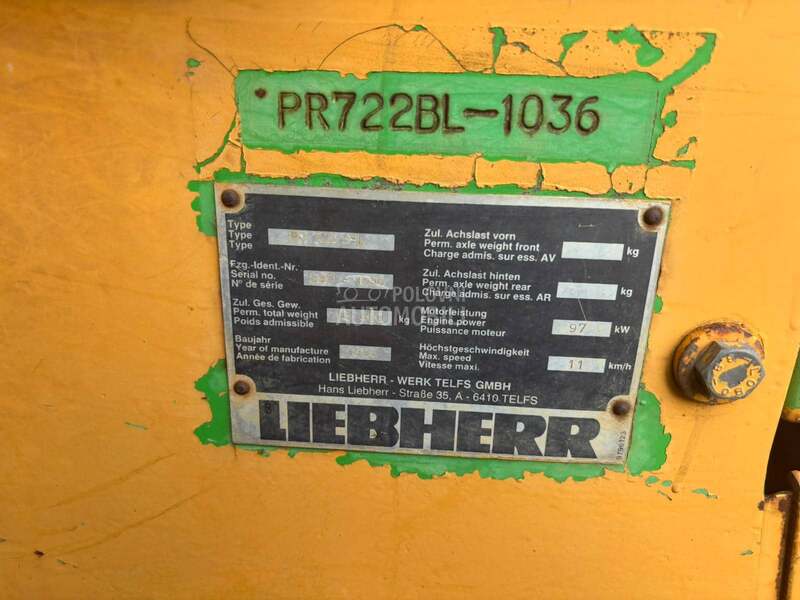 PR722BL-1036
Type
Type
Type
Fzg.-Ident.-Nr.
Serial no.
N° de série
Zul. Ges. Gew.
Perm. total weight kg
Poids admissible
Baujahr
Year of manufacture
Année de fabrication
Zul. Achslast vorn
Perm. axle weight front kg
Charge admis. sur ess. AV
Zul. Achslast hinten
Perm. axle weight rear kg
Charge admis. sur ess. AR
Motorleistung
Engine power 97 kW
Puissance moteur
Höchstgeschwindigkeit
Max. speed 11 km/h
Vitesse maxi.
LIEBHERR - WERK TELFS GMBH
Hans Liebherr - Straße 35, A - 6410 TELFS
LIEBHERR
POLOVNI
AUTOMOBILI